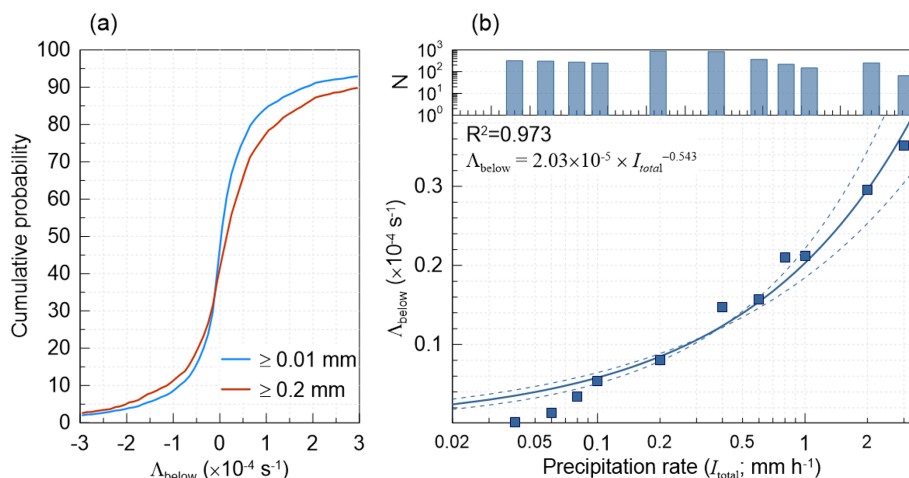 (a)
100
90
80
70
60
50
40
30
20
10
0
Cumulative probability
≥ 0.01 mm
≥ 0.2 mm
-3 -2 -1 0 1 2 3
Λbelow (×10-4 s-1)
(b)
N
103
102
101
100
R2=0.973
Λbelow = 2.03×10-5 × Itotal-0.543
0.3
0.2
0.1
Λbelow (×10-4 s-1)
0.02 0.05 0.1 0.2 0.5 1 2 3
Precipitation rate (Itotal; mm h-1)